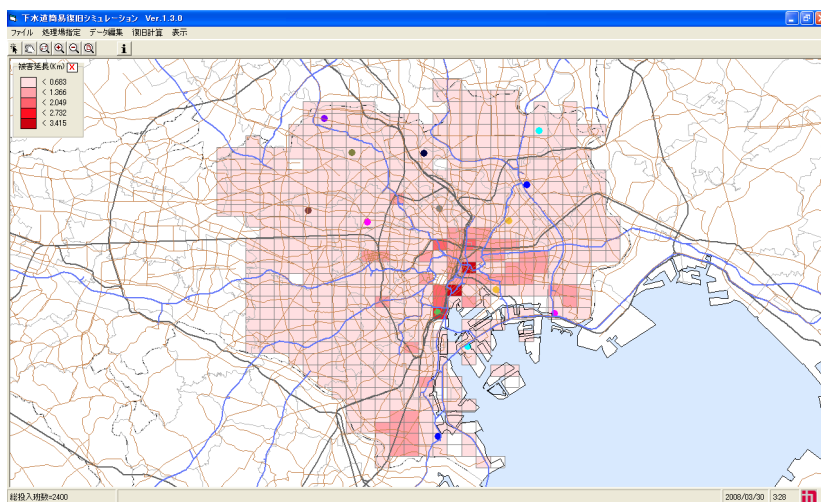 下水道簡易復旧シミュレーション Ver.1.3.0
ファイル 処理場指定 データ編集 復旧計算 表示
被害延長(Km)
< 0.683
< 1.366
< 2.049
< 2.732
< 3.415
総投入班数=2400 2008/03/30 3:28